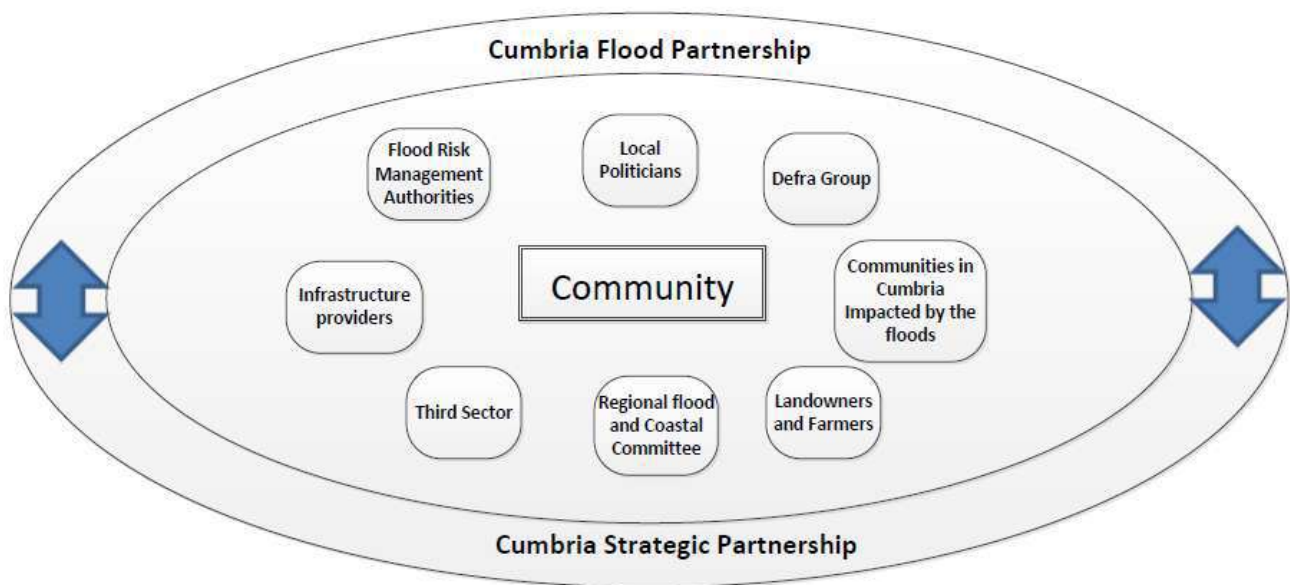 Cumbria Flood Partnership
Flood Risk
Management
Authorities
Local
Politicians
Defra Group
Infrastructure
providers
Community
Communities in
Cumbria
Impacted by the
floods
Third Sector
Regional flood
and Coastal
Committee
Landowners
and Farmers
Cumbria Strategic Partnership